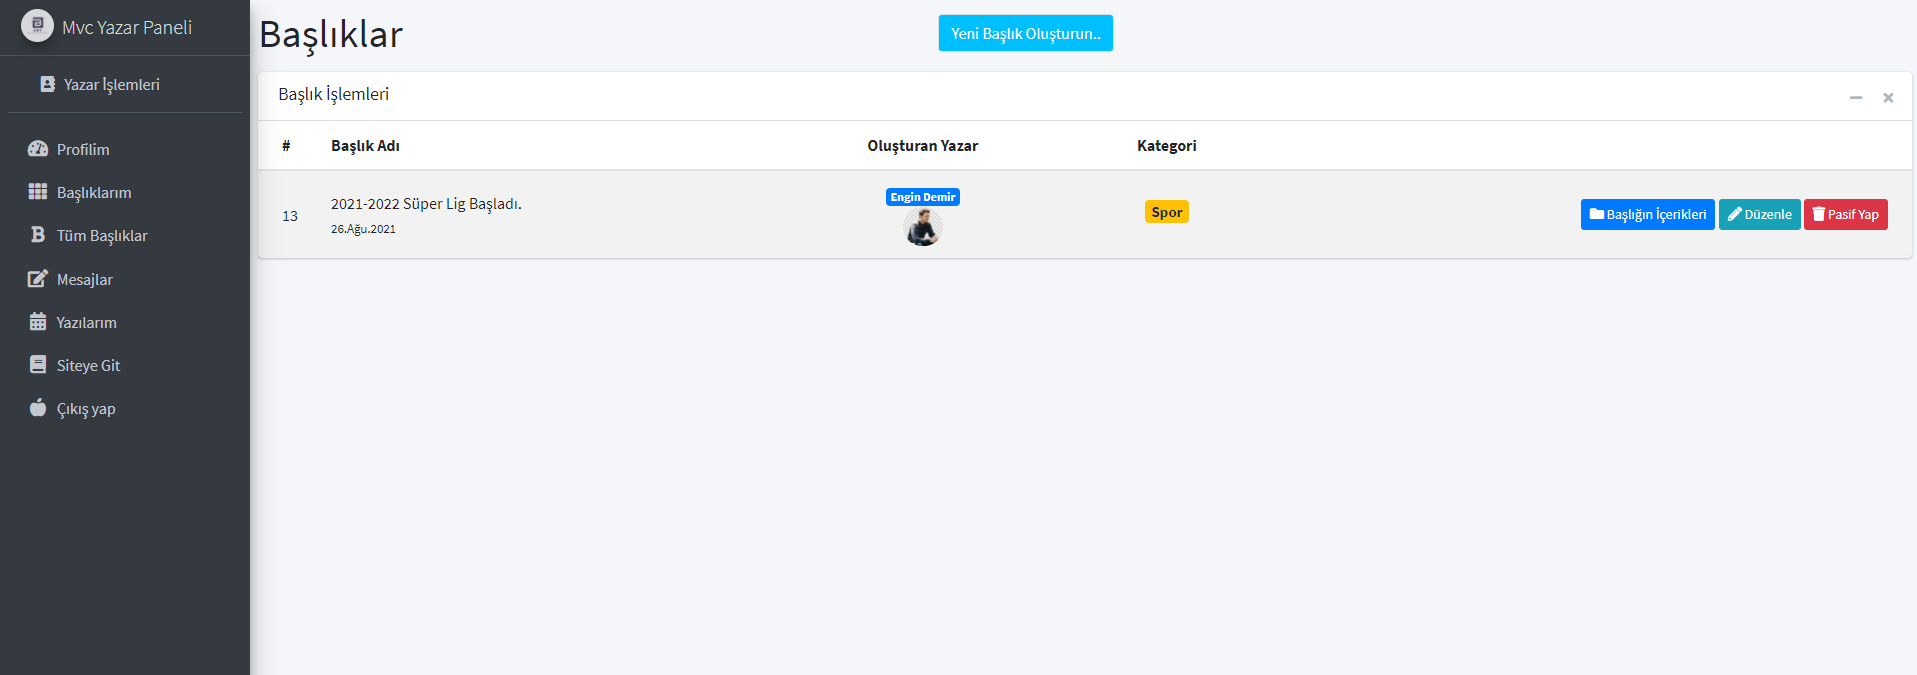 Mvc Yazar Paneli
Yazar İşlemleri
Profilim
Başlıklarım
Tüm Başlıklar
Mesajlar
Yazılarım
Siteye Git
Çıkış yap
Başlıklar
Yeni Başlık Oluşturun..
Başlık İşlemleri
# Başlık Adı Oluşturan Yazar Kategori
13
2021-2022 Süper Lig Başladı.
26.Ağu.2021
Engin Demir
Spor
Başlığın İçerikleri Düzenle Pasif Yap